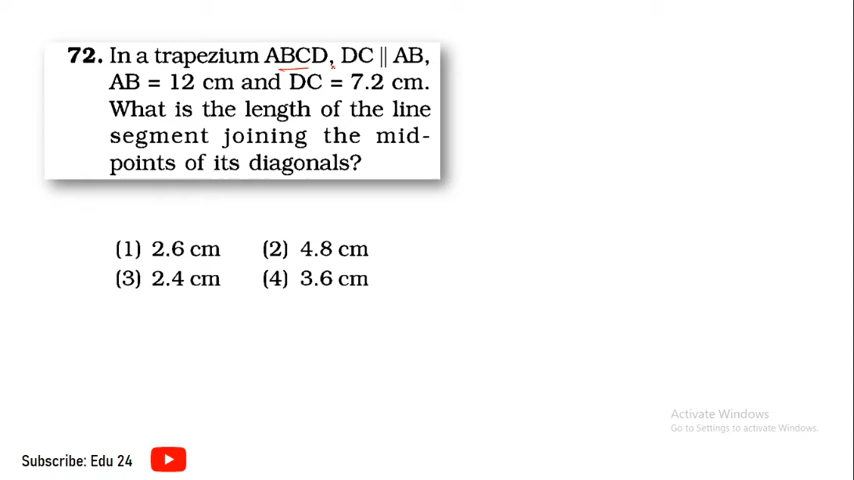 72. In a trapezium ABCD, DC || AB,
AB = 12 cm and DC = 7.2 cm.
What is the length of the line
segment joining the mid-
points of its diagonals?
(1) 2.6 cm (2) 4.8 cm
(3) 2.4 cm (4) 3.6 cm
Activate Windows
Go to Settings to activate Windows.
Subscribe: Edu 24